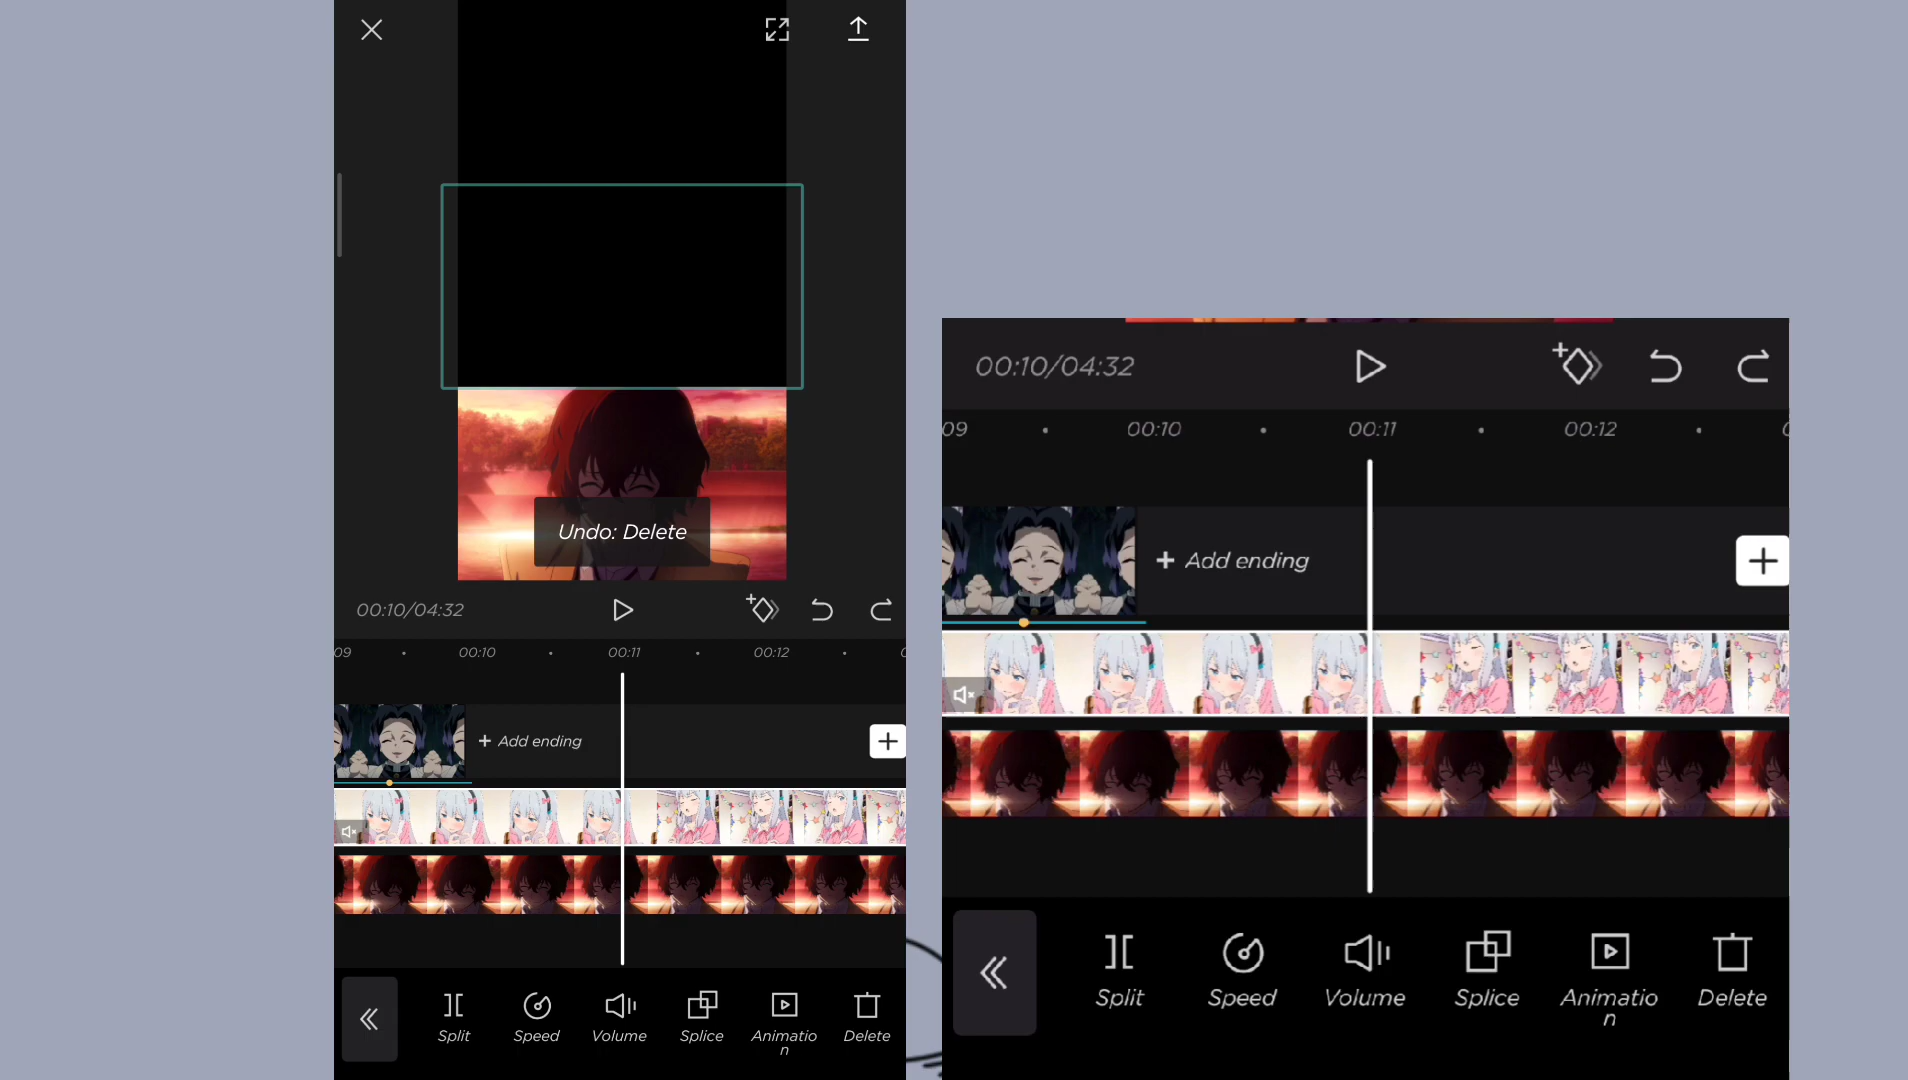 Undo: Delete
00:10/04:32
09 00:10 00:11 00:12
+ Add ending
Split Speed Volume Splice Animatio
n Delete
00:10/04:32
09 00:10 00:11 00:12
+ Add ending
Split Speed Volume Splice Animatio
n Delete